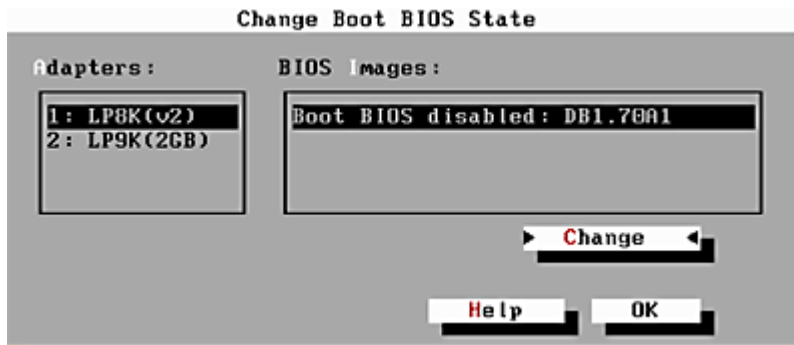 Change Boot BIOS State
Adapters: BIOS Images:
1: LP8K(v2) Boot BIOS disabled: DB1.70A1
2: LP9K(2GB)
Change
Help OK